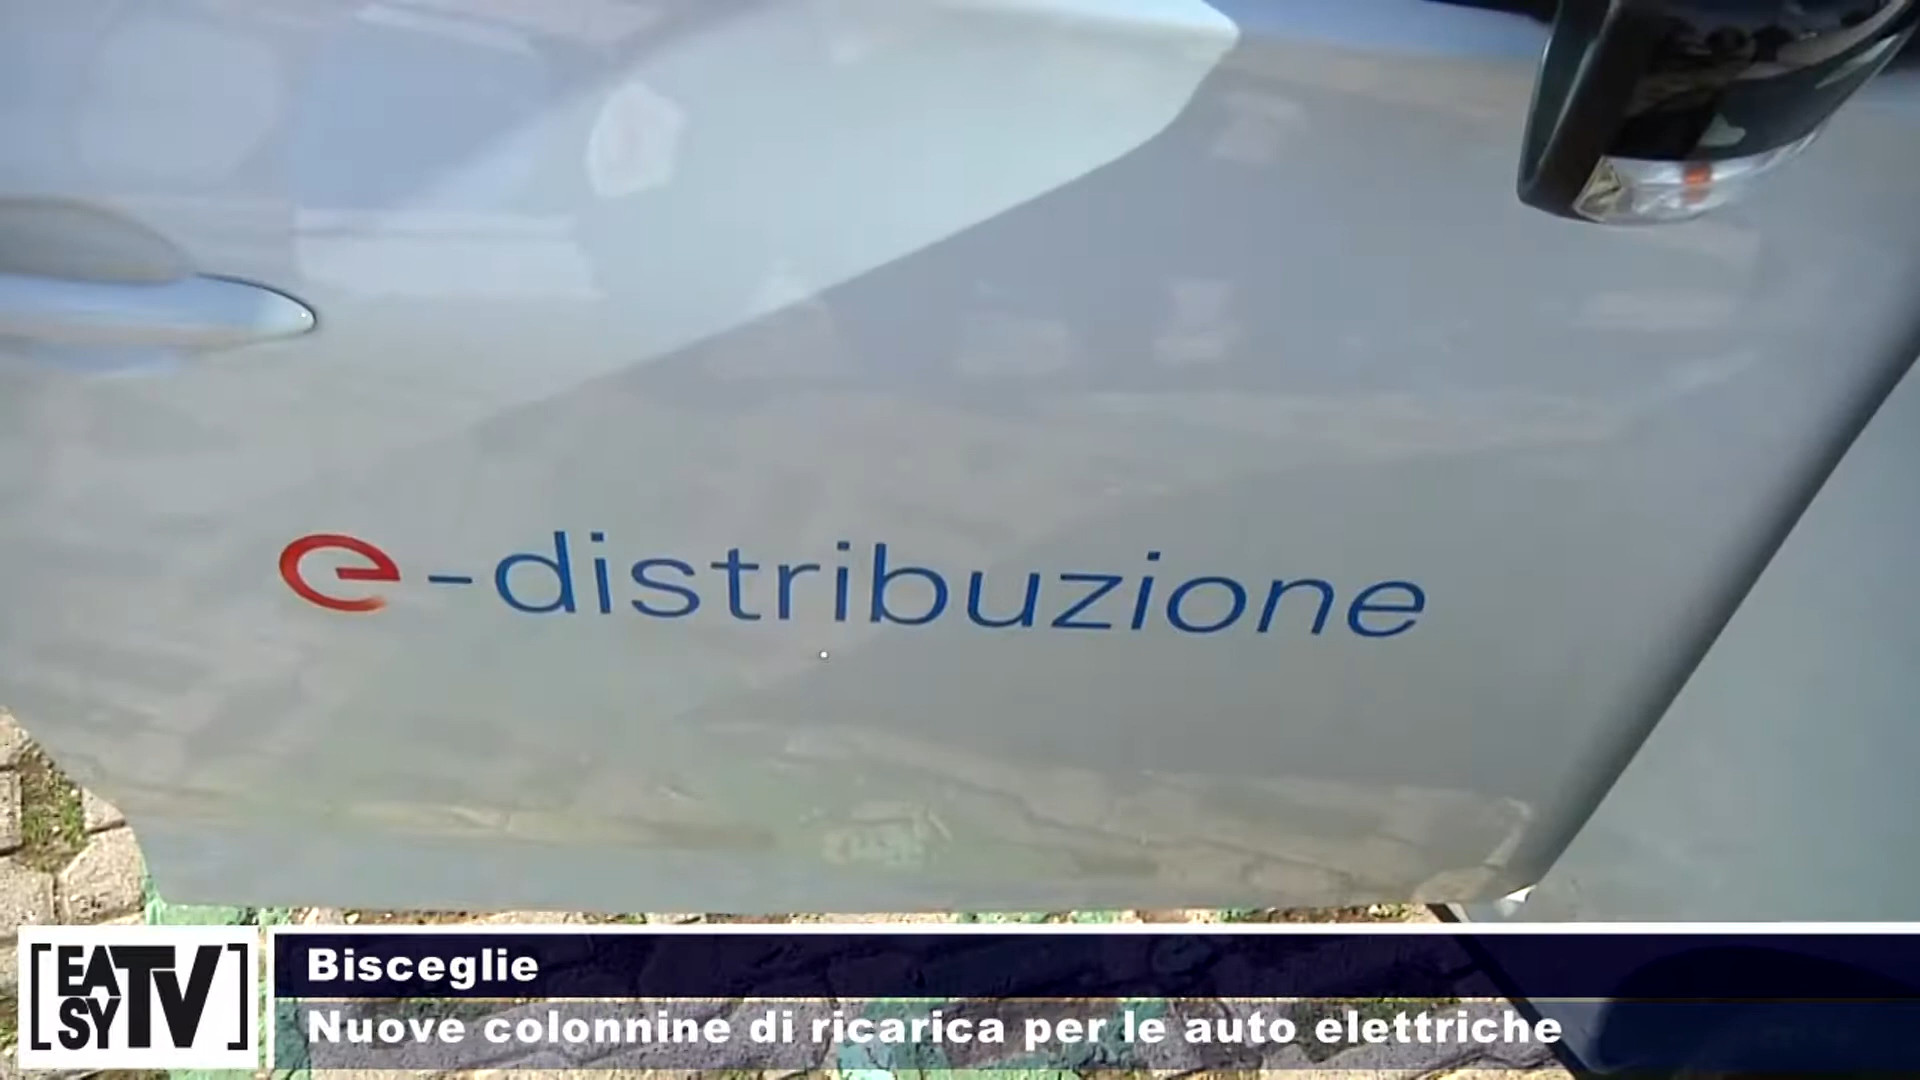 e-distribuzione
EASY TV
Bisceglie
Nuove colonnine di ricarica per le auto elettriche